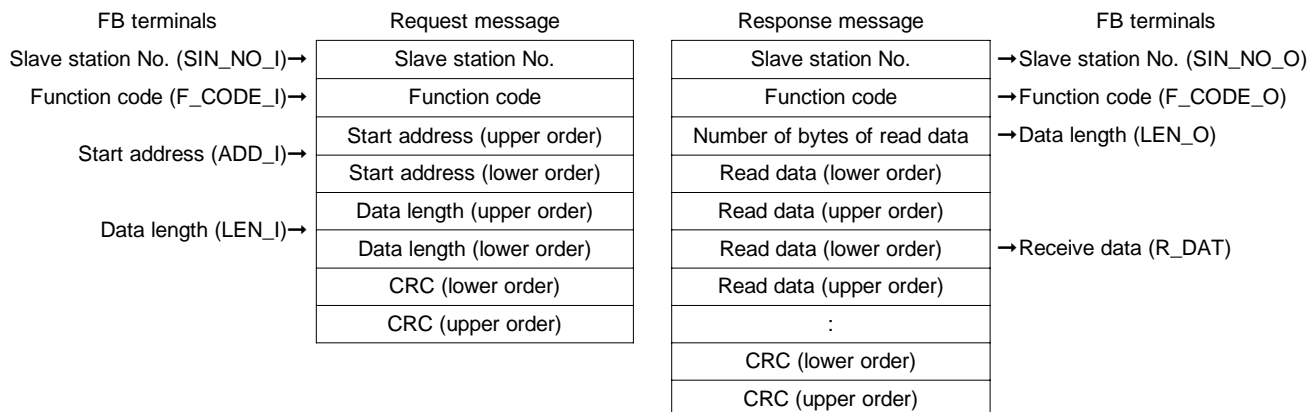 FB terminals Request message Response message FB terminals
Slave station No. (SIN_NO_I)→ Slave station No. Slave station No. →Slave station No. (SIN_NO_O)
Function code (F_CODE_I)→ Function code Function code →Function code (F_CODE_O)
Start address (upper order) Number of bytes of read data →Data length (LEN_O)
Start address (ADD_I)→
Start address (lower order) Read data (lower order)
Data length (upper order) Read data (upper order)
Data length (LEN_I)→
Data length (lower order) Read data (lower order) →Receive data (R_DAT)
CRC (lower order) Read data (upper order)
CRC (upper order) :
CRC (lower order)
CRC (upper order)